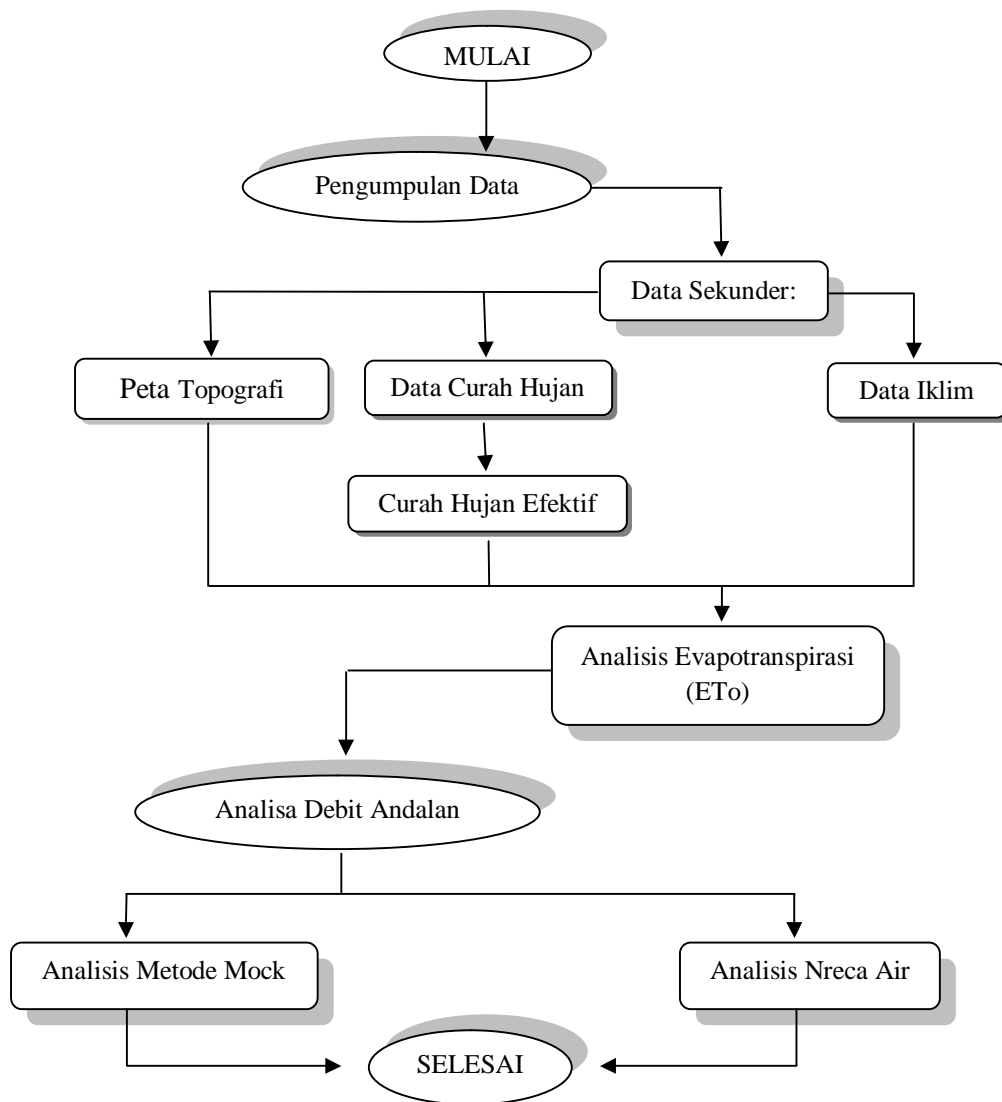 MULAI
Pengumpulan Data
Data Sekunder:
Peta Topografi
Data Curah Hujan
Data Iklim
Curah Hujan Efektif
Analisis Evapotranspirasi
(ETo)
Analisa Debit Andalan
Analisis Metode Mock
Analisis Nreca Air
SELESAI